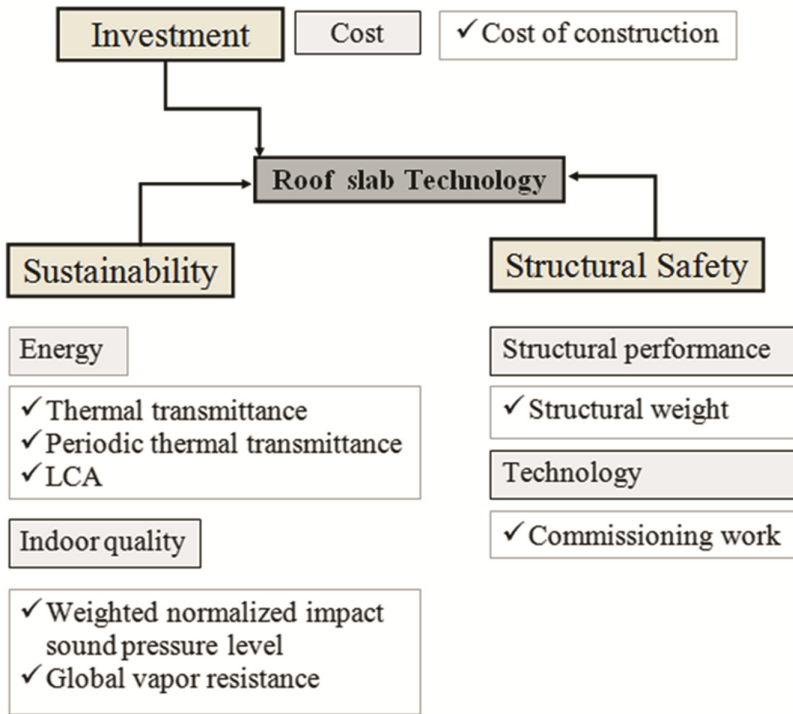 Investment
Cost
✓ Cost of construction
Roof slab Technology
Sustainability
Structural Safety
Energy
✓ Thermal transmittance
✓ Periodic thermal transmittance
✓ LCA
Indoor quality
✓ Weighted normalized impact
sound pressure level
✓ Global vapor resistance
Structural performance
✓ Structural weight
Technology
✓ Commissioning work